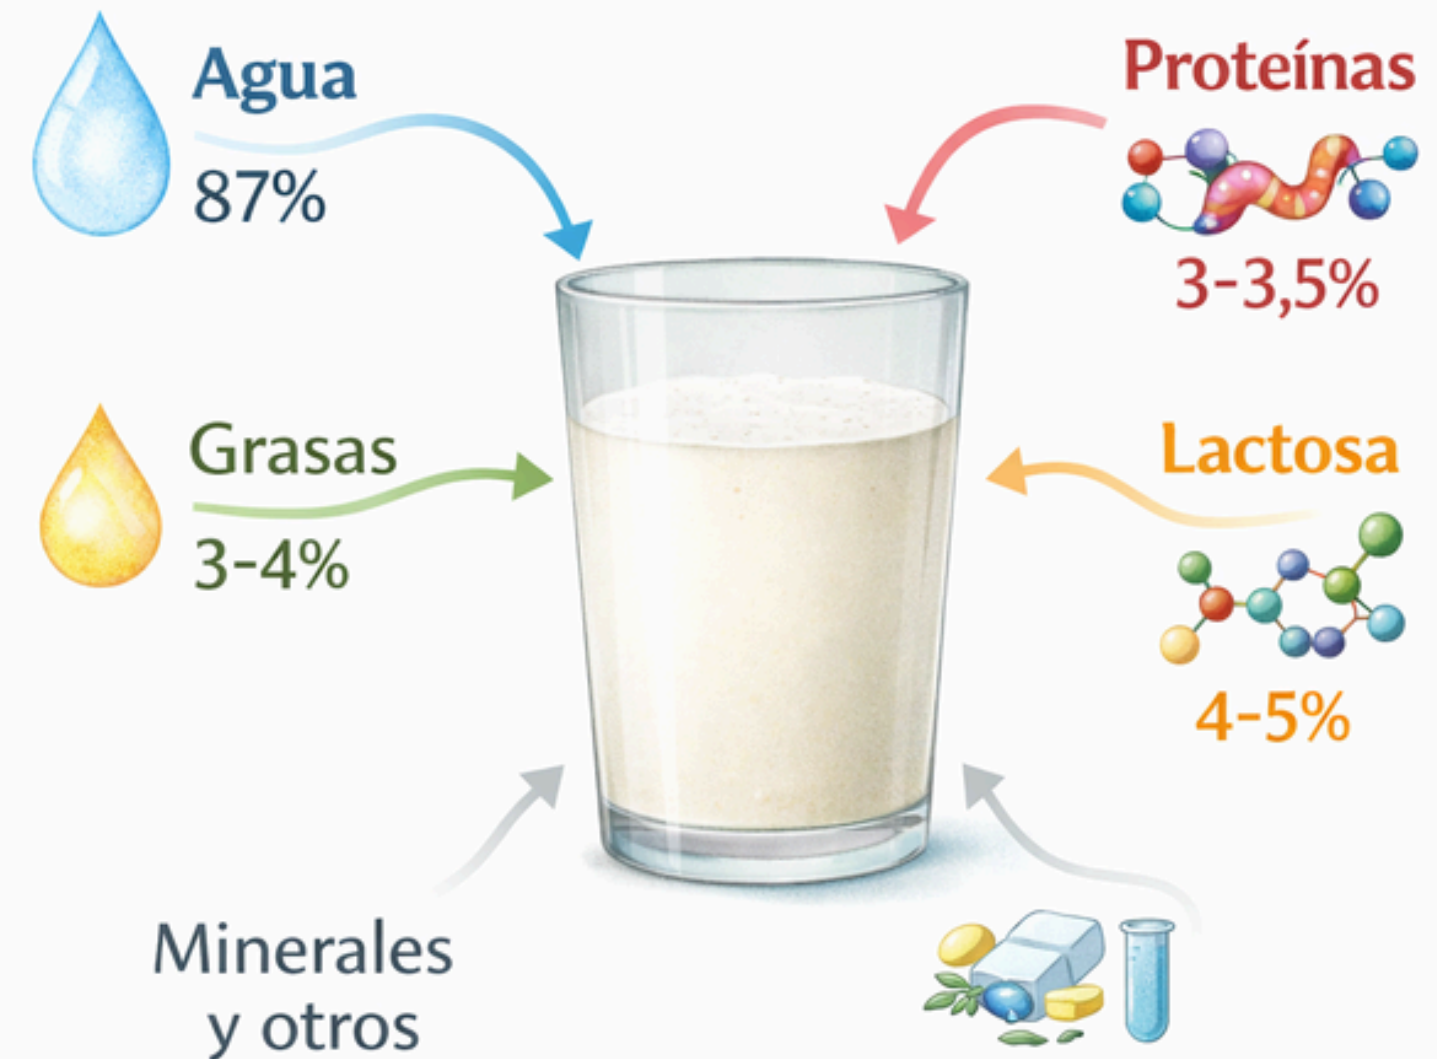 Agua
87%
Proteínas
3-3,5%
Grasas
3-4%
Lactosa
4-5%
Minerales
y otros